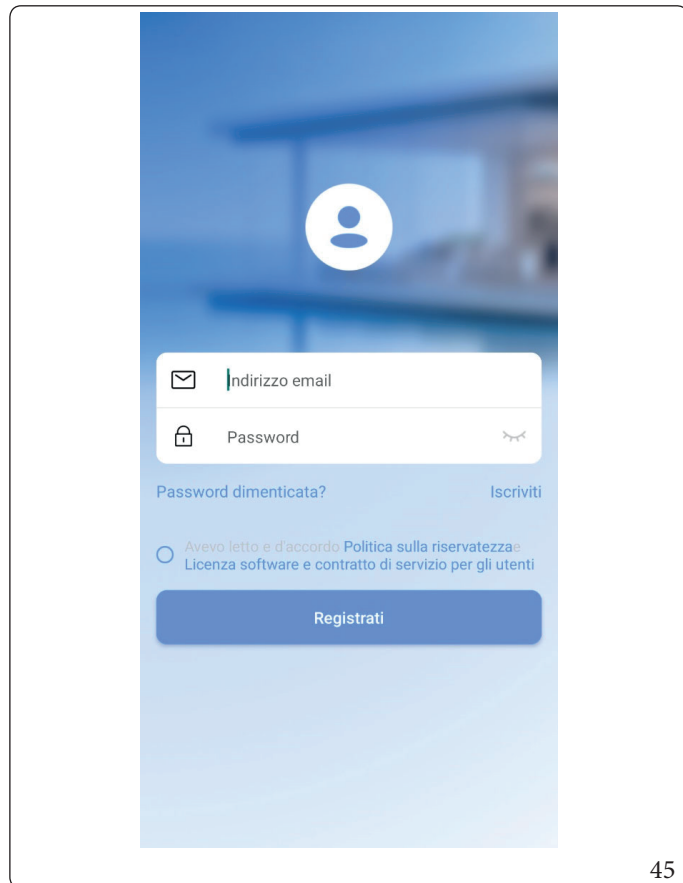 Indirizzo email
Password
Password dimenticata? Iscriviti
Avevo letto e d'accordo Politica sulla riservatezzae
Licenza software e contratto di servizio per gli utenti
Registrati
45